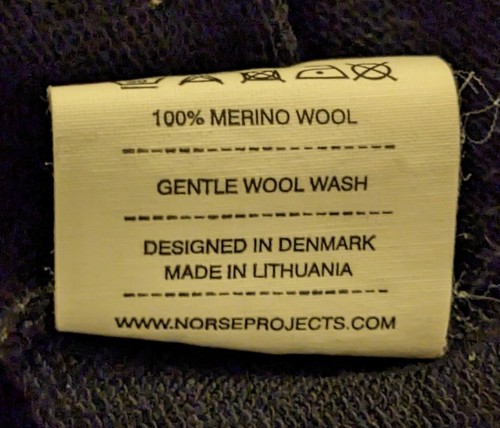 100% MERINO WOOL
GENTLE WOOL WASH
DESIGNED IN DENMARK
MADE IN LITHUANIA
WWW.NORSEPROJECTS.COM